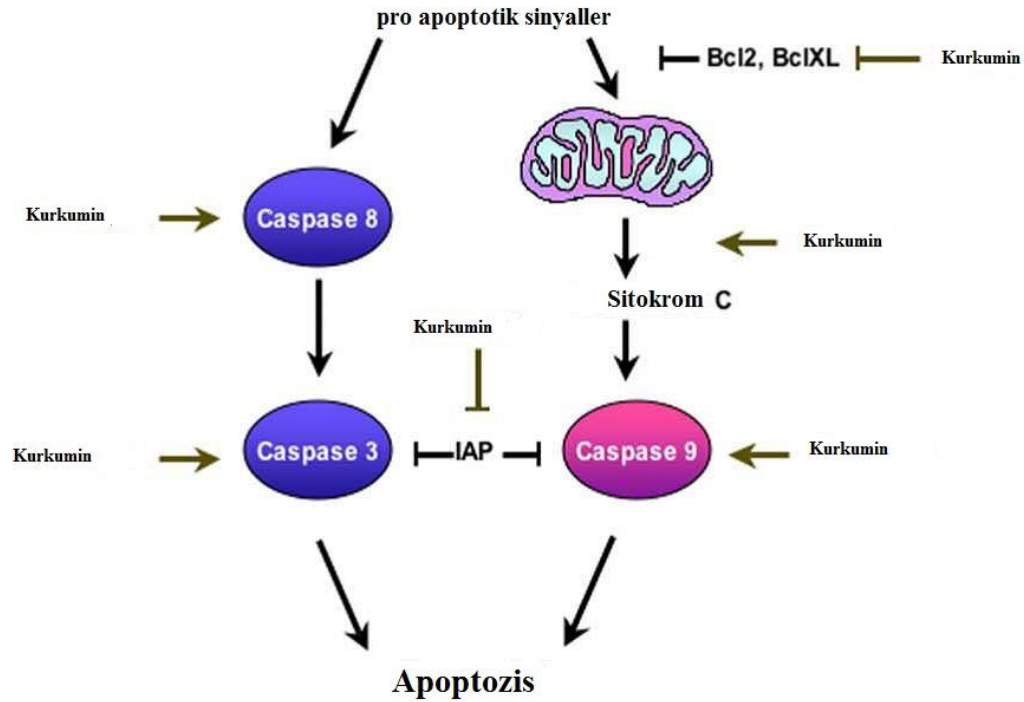 pro apoptotik sinyaller
Bcl2, BclXL
Kurkumin
Kurkumin
Caspase 8
Kurkumin
Sitokrom C
Kurkumin
Kurkumin
Caspase 3
IAP
Caspase 9
Kurkumin
Apoptozis